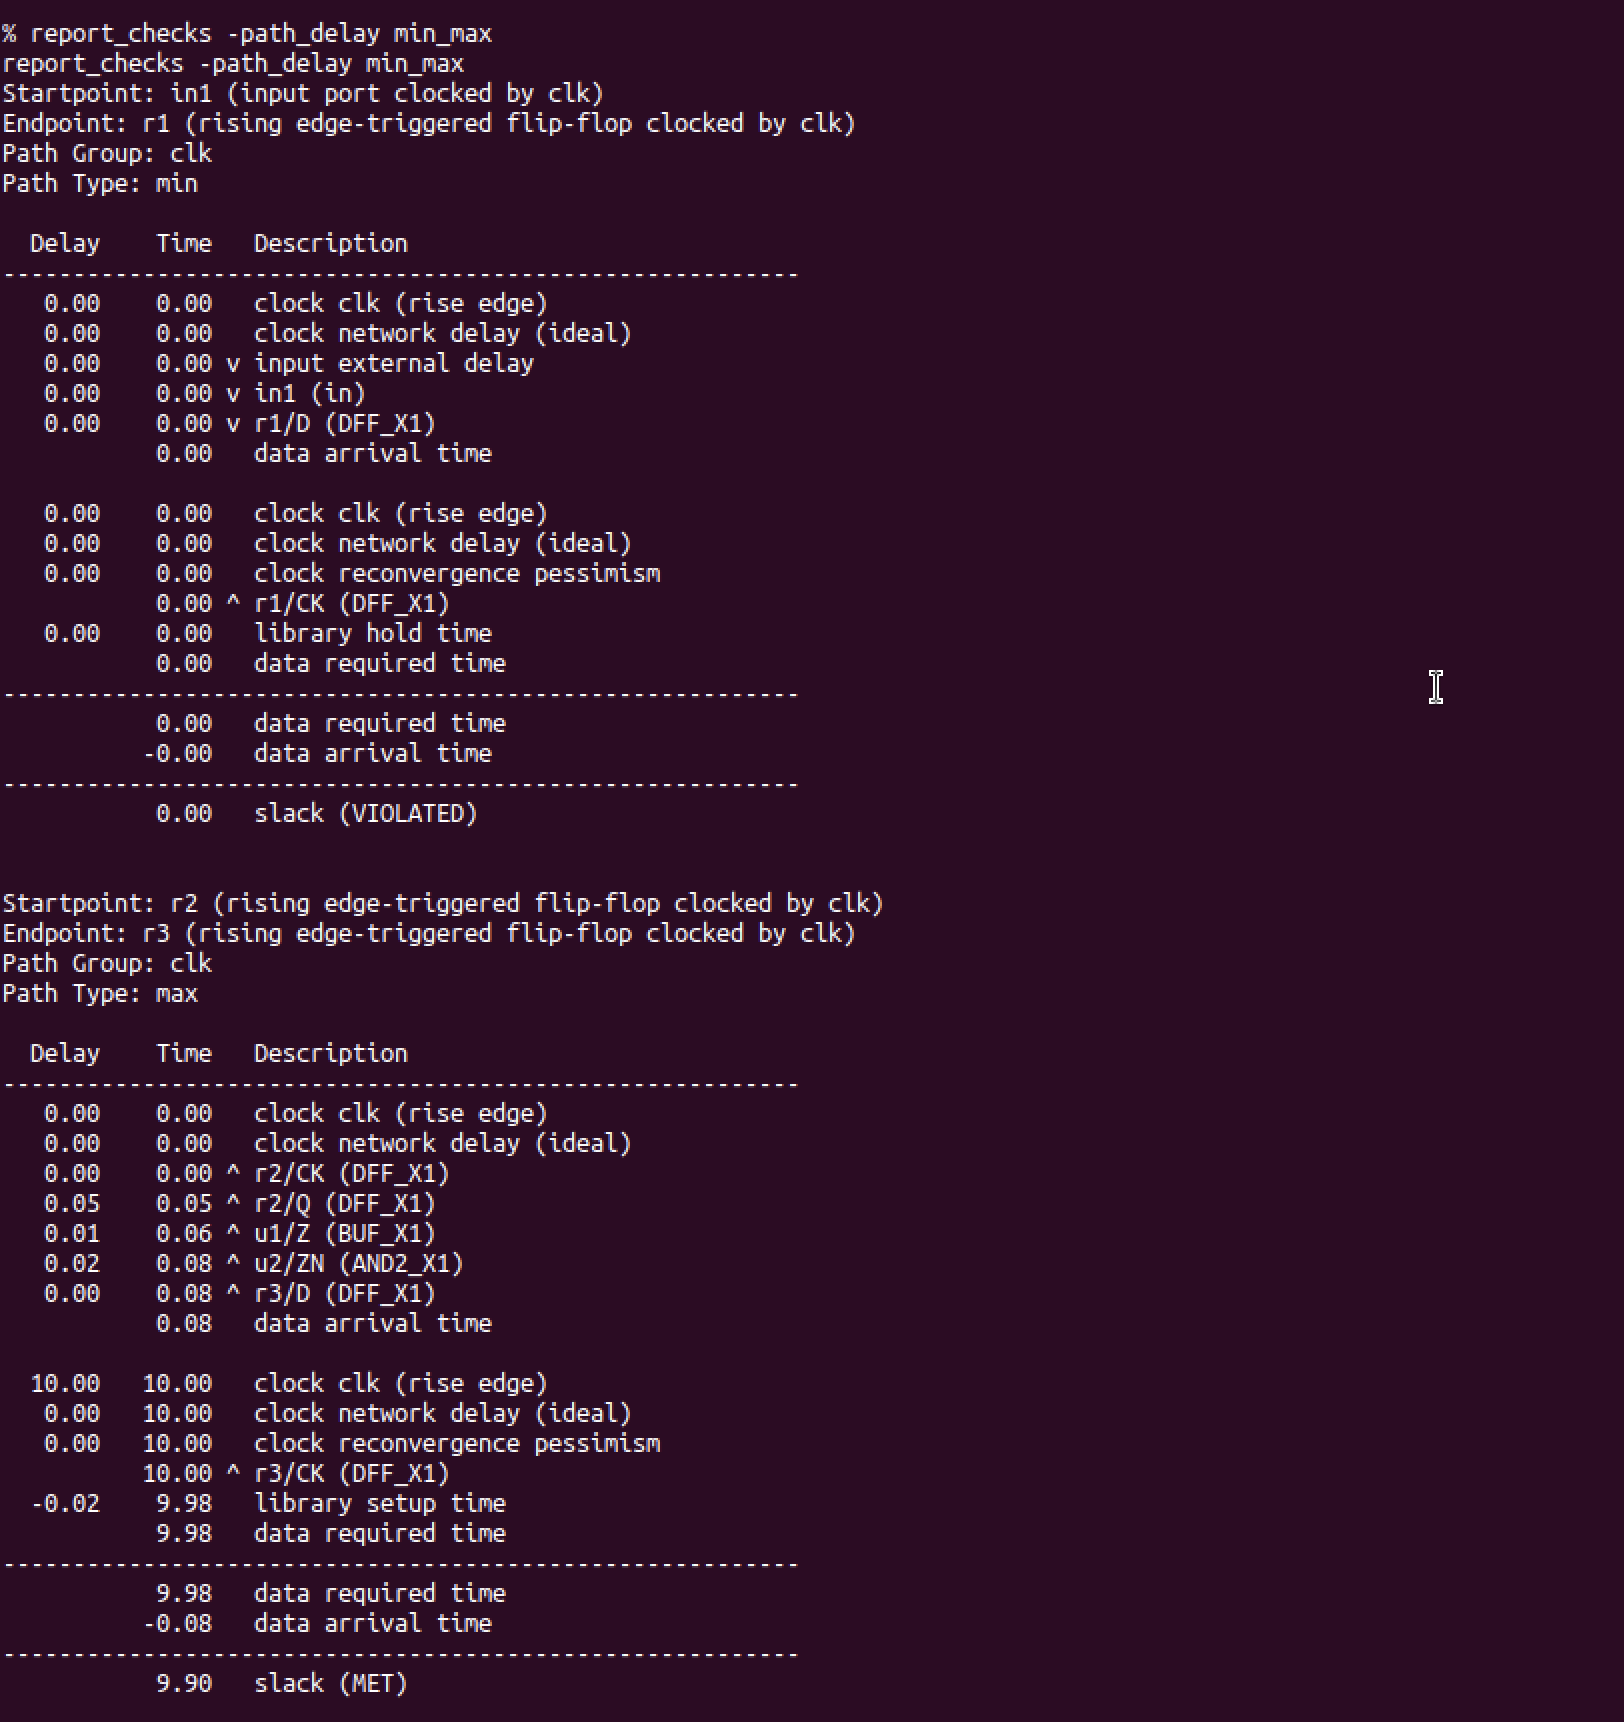 % report_checks -path_delay min_max
report_checks -path_delay min_max
Startpoint: in1 (input port clocked by clk)
Endpoint: r1 (rising edge-triggered flip-flop clocked by clk)
Path Group: clk
Path Type: min

  Delay    Time   Description
---------------------------------------------------------
   0.00    0.00   clock clk (rise edge)
   0.00    0.00   clock network delay (ideal)
   0.00    0.00 v input external delay
   0.00    0.00 v in1 (in)
   0.00    0.00 v r1/D (DFF_X1)
           0.00   data arrival time

   0.00    0.00   clock clk (rise edge)
   0.00    0.00   clock network delay (ideal)
   0.00    0.00   clock reconvergence pessimism
           0.00 ^ r1/CK (DFF_X1)
   0.00    0.00   library hold time
           0.00   data required time
---------------------------------------------------------
           0.00   data required time
          -0.00   data arrival time
---------------------------------------------------------
           0.00   slack (VIOLATED)


Startpoint: r2 (rising edge-triggered flip-flop clocked by clk)
Endpoint: r3 (rising edge-triggered flip-flop clocked by clk)
Path Group: clk
Path Type: max

  Delay    Time   Description
---------------------------------------------------------
   0.00    0.00   clock clk (rise edge)
   0.00    0.00   clock network delay (ideal)
   0.00    0.00 ^ r2/CK (DFF_X1)
   0.05    0.05 ^ r2/Q (DFF_X1)
   0.01    0.06 ^ u1/Z (BUF_X1)
   0.02    0.08 ^ u2/ZN (AND2_X1)
   0.00    0.08 ^ r3/D (DFF_X1)
           0.08   data arrival time

  10.00   10.00   clock clk (rise edge)
   0.00   10.00   clock network delay (ideal)
   0.00   10.00   clock reconvergence pessimism
          10.00 ^ r3/CK (DFF_X1)
  -0.02    9.98   library setup time
           9.98   data required time
---------------------------------------------------------
           9.98   data required time
          -0.08   data arrival time
---------------------------------------------------------
           9.90   slack (MET)